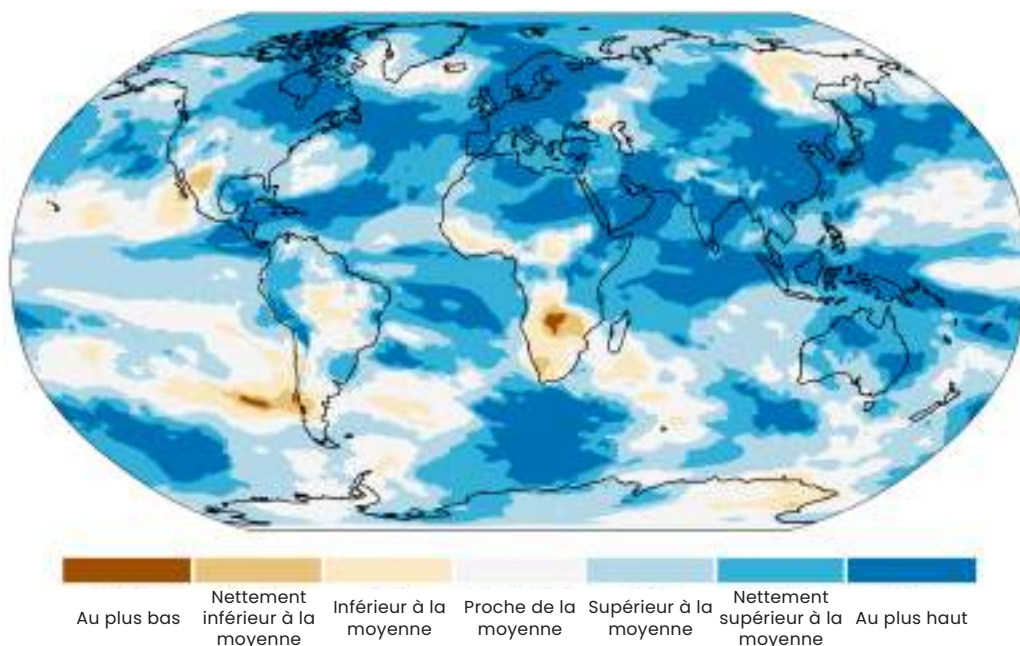 Au plus bas
Nettement
inférieur à la
moyenne
Inférieur à la
moyenne
Proche de la
moyenne
Supérieur à la
moyenne
Nettement
supérieur à la
moyenne
Au plus haut